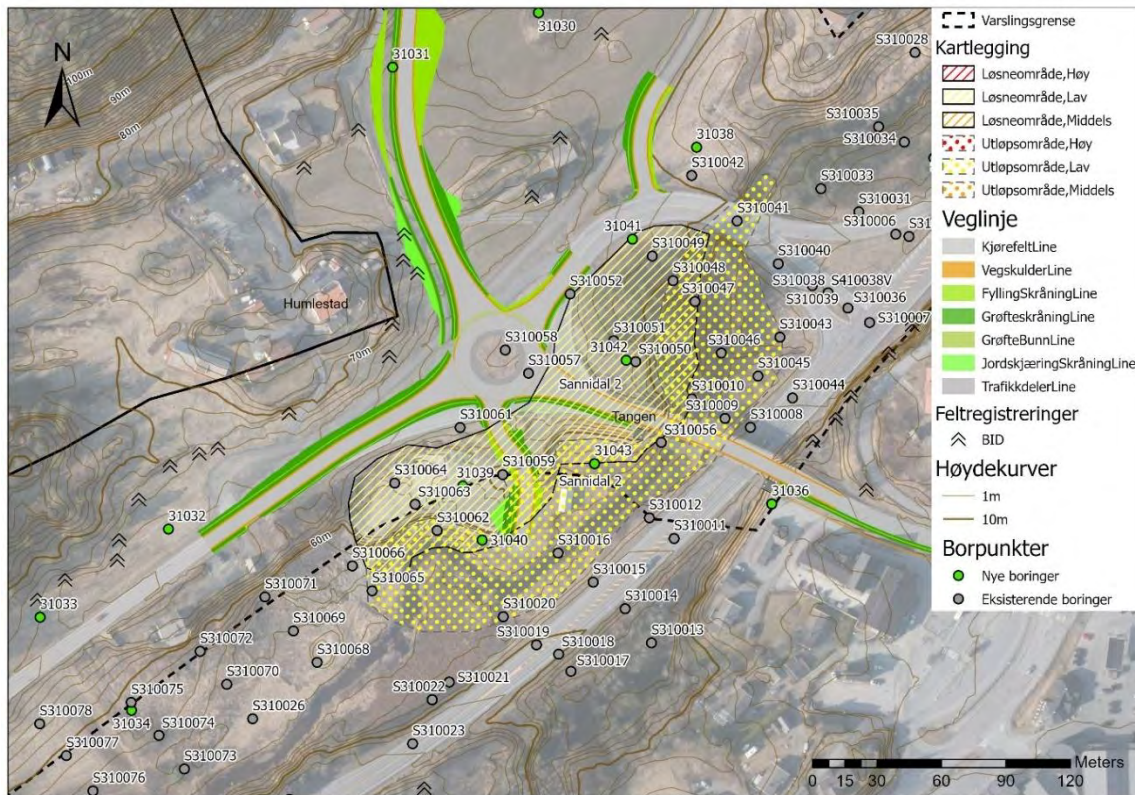 N
100m
90m
80m
70m
60m
31030
31031
S310028
S310035
S310034
31038
S310042
S310033
S310031
S310006
S31
S310041
31041
S310049
S310040
S310048
S310052
S310047
S310038
S410038V
S310039
S310036
S310007
Humlestad
S310058
S310051
S310043
31042
S310050
S310046
S310057
Sannidal 2
S310045
S310010
S310044
Tangen
S310009
S310008
S310061
S310056
S310064
31039
S310059
31043
S310063
Sannidal 2
31036
S310062
S310012
31032
31040
S310011
S310066
S310016
S310071
S310065
S310015
31033
S310020
S310014
S310069
S310072
S310019
S310013
S310068
S310018
S310070
S310017
S310075
S310021
31034
S310022
S310078
S310074
S310026
S310077
S310023
S310073
S310076
Varslingsgrense
Kartlegging
Løsneområde,Høy
Løsneområde,Lav
Løsneområde,Middels
Utløpsområde,Høy
Utløpsområde,Lav
Utløpsområde,Middels
Veglinje
KjørefeltLine
VegskulderLine
FyllingSkråningLine
GrøfteskråningLine
GrøfteBunnLine
JordskjæringSkråningLine
TrafikkdelerLine
Feltregistreringer
BID
Høydekurver
1m
10m
Borpunkter
Nye boringer
Eksisterende boringer
Meters
0 15 30 60 90 120